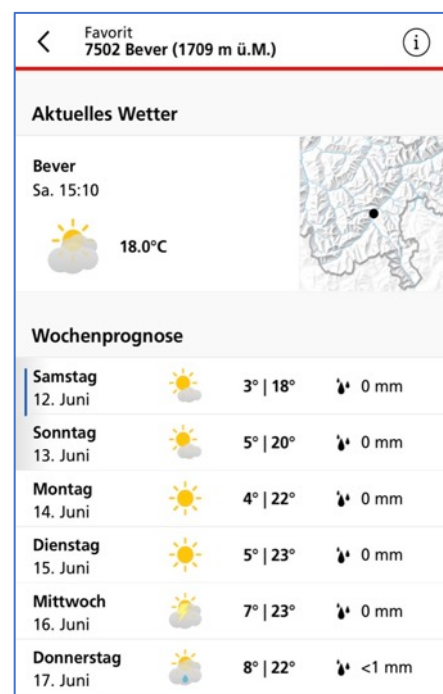 Favorit
7502 Bever (1709 m ü.M.)
i
Aktuelles Wetter
Bever
Sa. 15:10
18.0°C
Wochenprognose
Samstag
12. Juni
3° | 18°
0 mm
Sonntag
13. Juni
5° | 20°
0 mm
Montag
14. Juni
4° | 22°
0 mm
Dienstag
15. Juni
5° | 23°
0 mm
Mittwoch
16. Juni
7° | 23°
0 mm
Donnerstag
17. Juni
8° | 22°
<1 mm